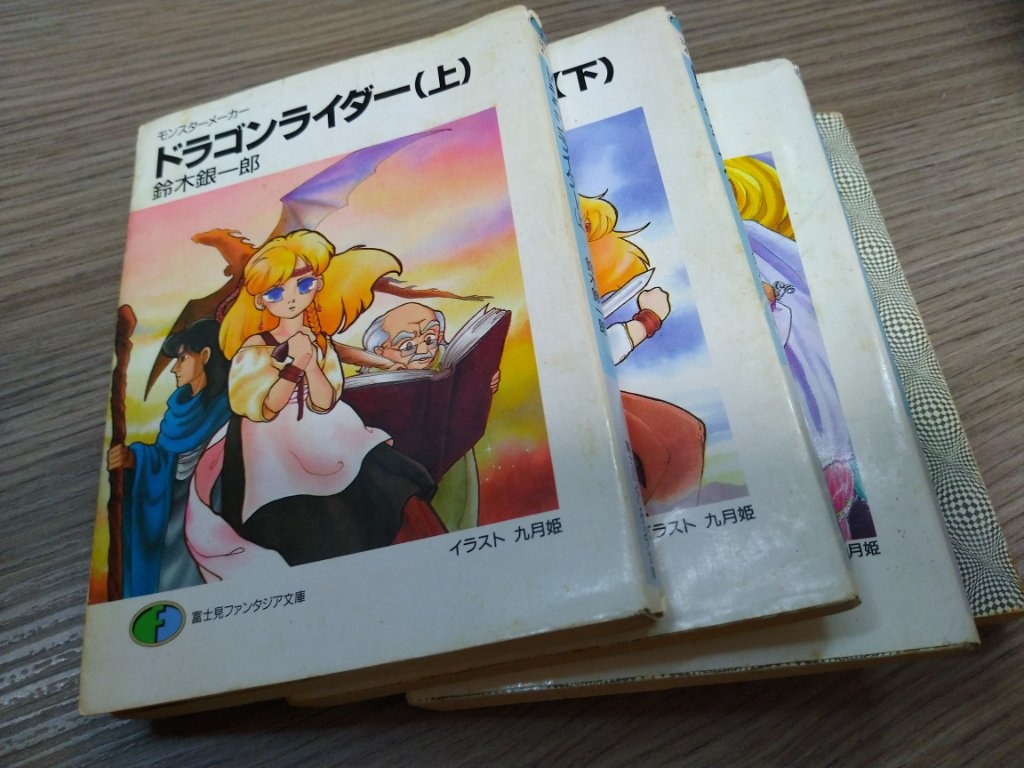 モンスターメーカー
ドラゴンライダー(上)
鈴木銀一郎
イラスト 九月姫
富士見ファンタジア文庫
(下)
イラスト 九月姫
月姫